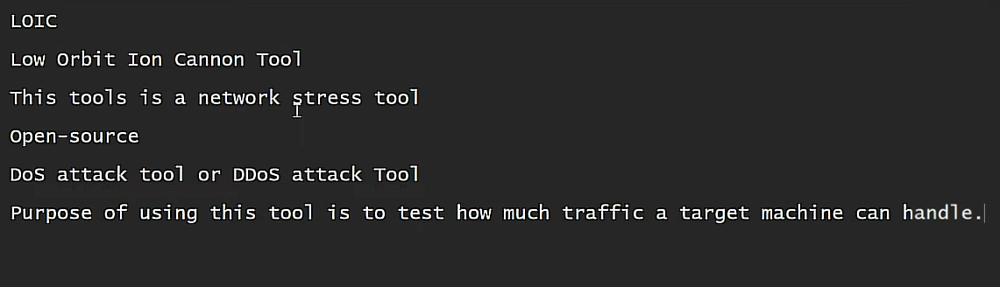 LOIC
Low Orbit Ion Cannon Tool
This tools is a network stress tool
Open-source
DoS attack tool or DDoS attack Tool
Purpose of using this tool is to test how much traffic a target machine can handle.